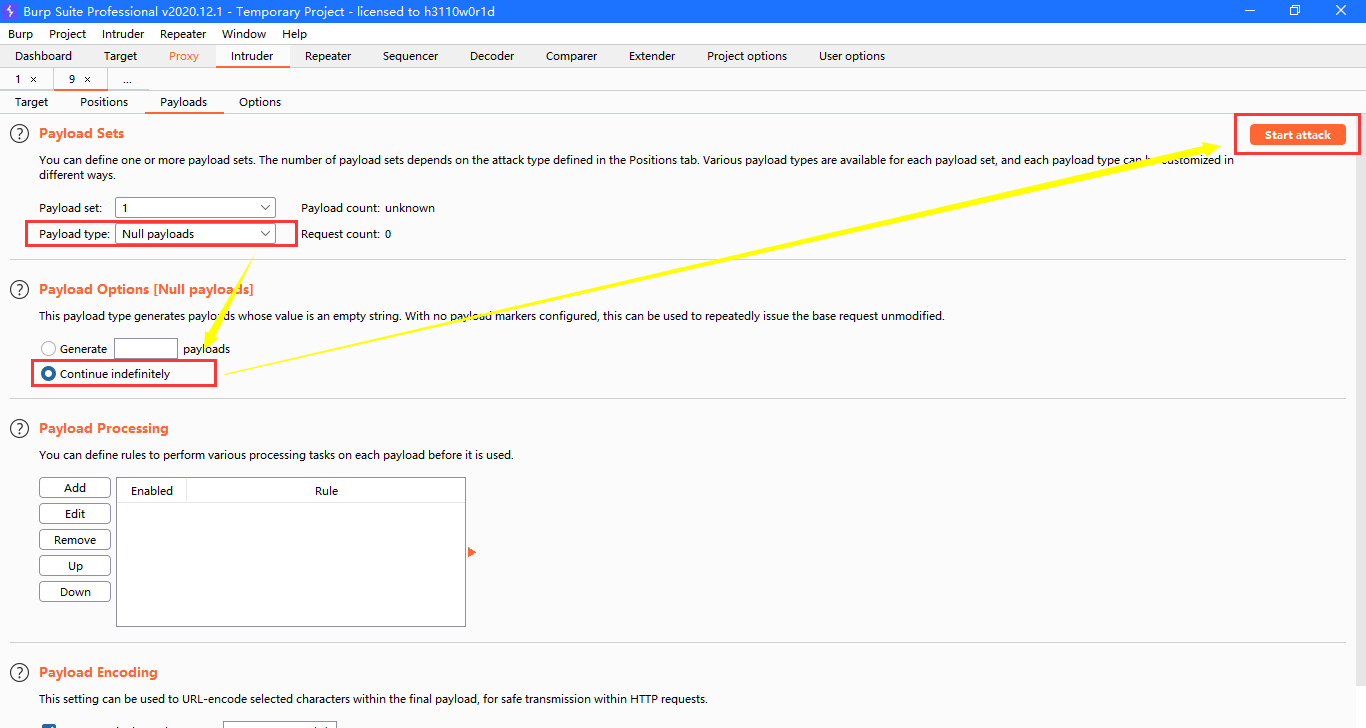 Burp Suite Professional v2020.12.1 - Temporary Project - licensed to h3110w0r1d
Burp Project Intruder Repeater Window Help
Dashboard Target Proxy Intruder Repeater Sequencer Decoder Comparer Extender Project options User options
1 × 9 × ...
Target Positions Payloads Options
? Payload Sets
Start attack
You can define one or more payload sets. The number of payload sets depends on the attack type defined in the Positions tab. Various payload types are available for each payload set, and each payload type can be customized in
different ways.
Payload set: 1 Payload count: unknown
Payload type: Null payloads Request count: 0
? Payload Options [Null payloads]
This payload type generates payloads whose value is an empty string. With no payload markers configured, this can be used to repeatedly issue the base request unmodified.
Generate payloads
Continue indefinitely
? Payload Processing
You can define rules to perform various processing tasks on each payload before it is used.
Add Enabled Rule
Edit
Remove
Up
Down
? Payload Encoding
This setting can be used to URL-encode selected characters within the final payload, for safe transmission within HTTP requests.